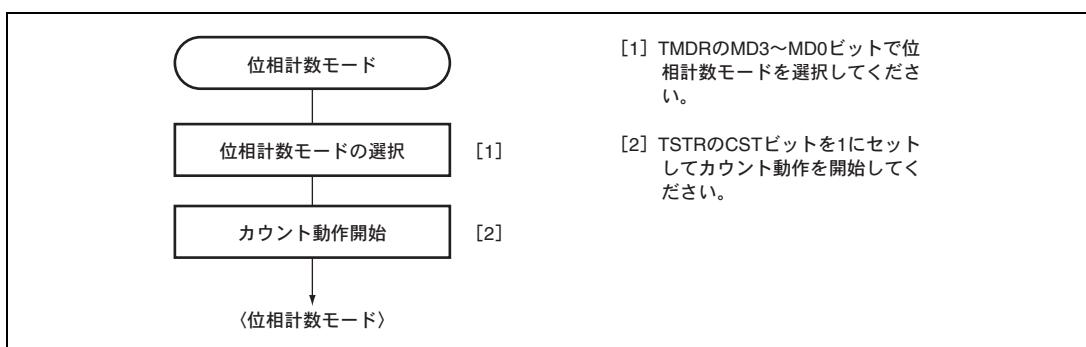 位相計数モード
位相計数モードの選択
[1]
カウント動作開始
[2]
〈位相計数モード〉
[1] TMDRのMD3～MD0ビットで位
相計数モードを選択してくださ
い。
[2] TSTRのCSTビットを1にセット
してカウント動作を開始してく
ださい。